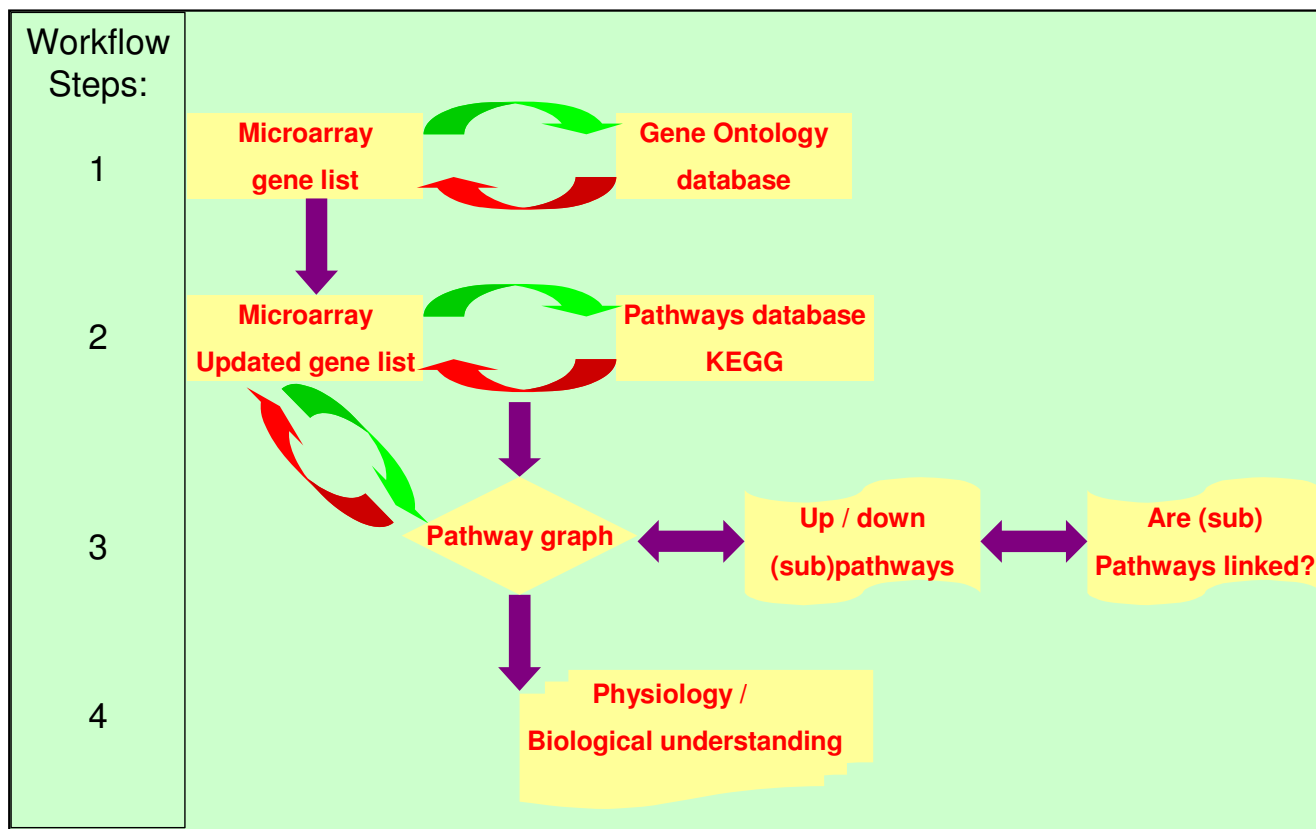 Workflow
Steps:
1
Microarray
gene list
Gene Ontology
database
2
Microarray
Updated gene list
Pathways database
KEGG
3
Pathway graph
Up / down
(sub)pathways
Are (sub)
Pathways linked?
4
Physiology /
Biological understanding